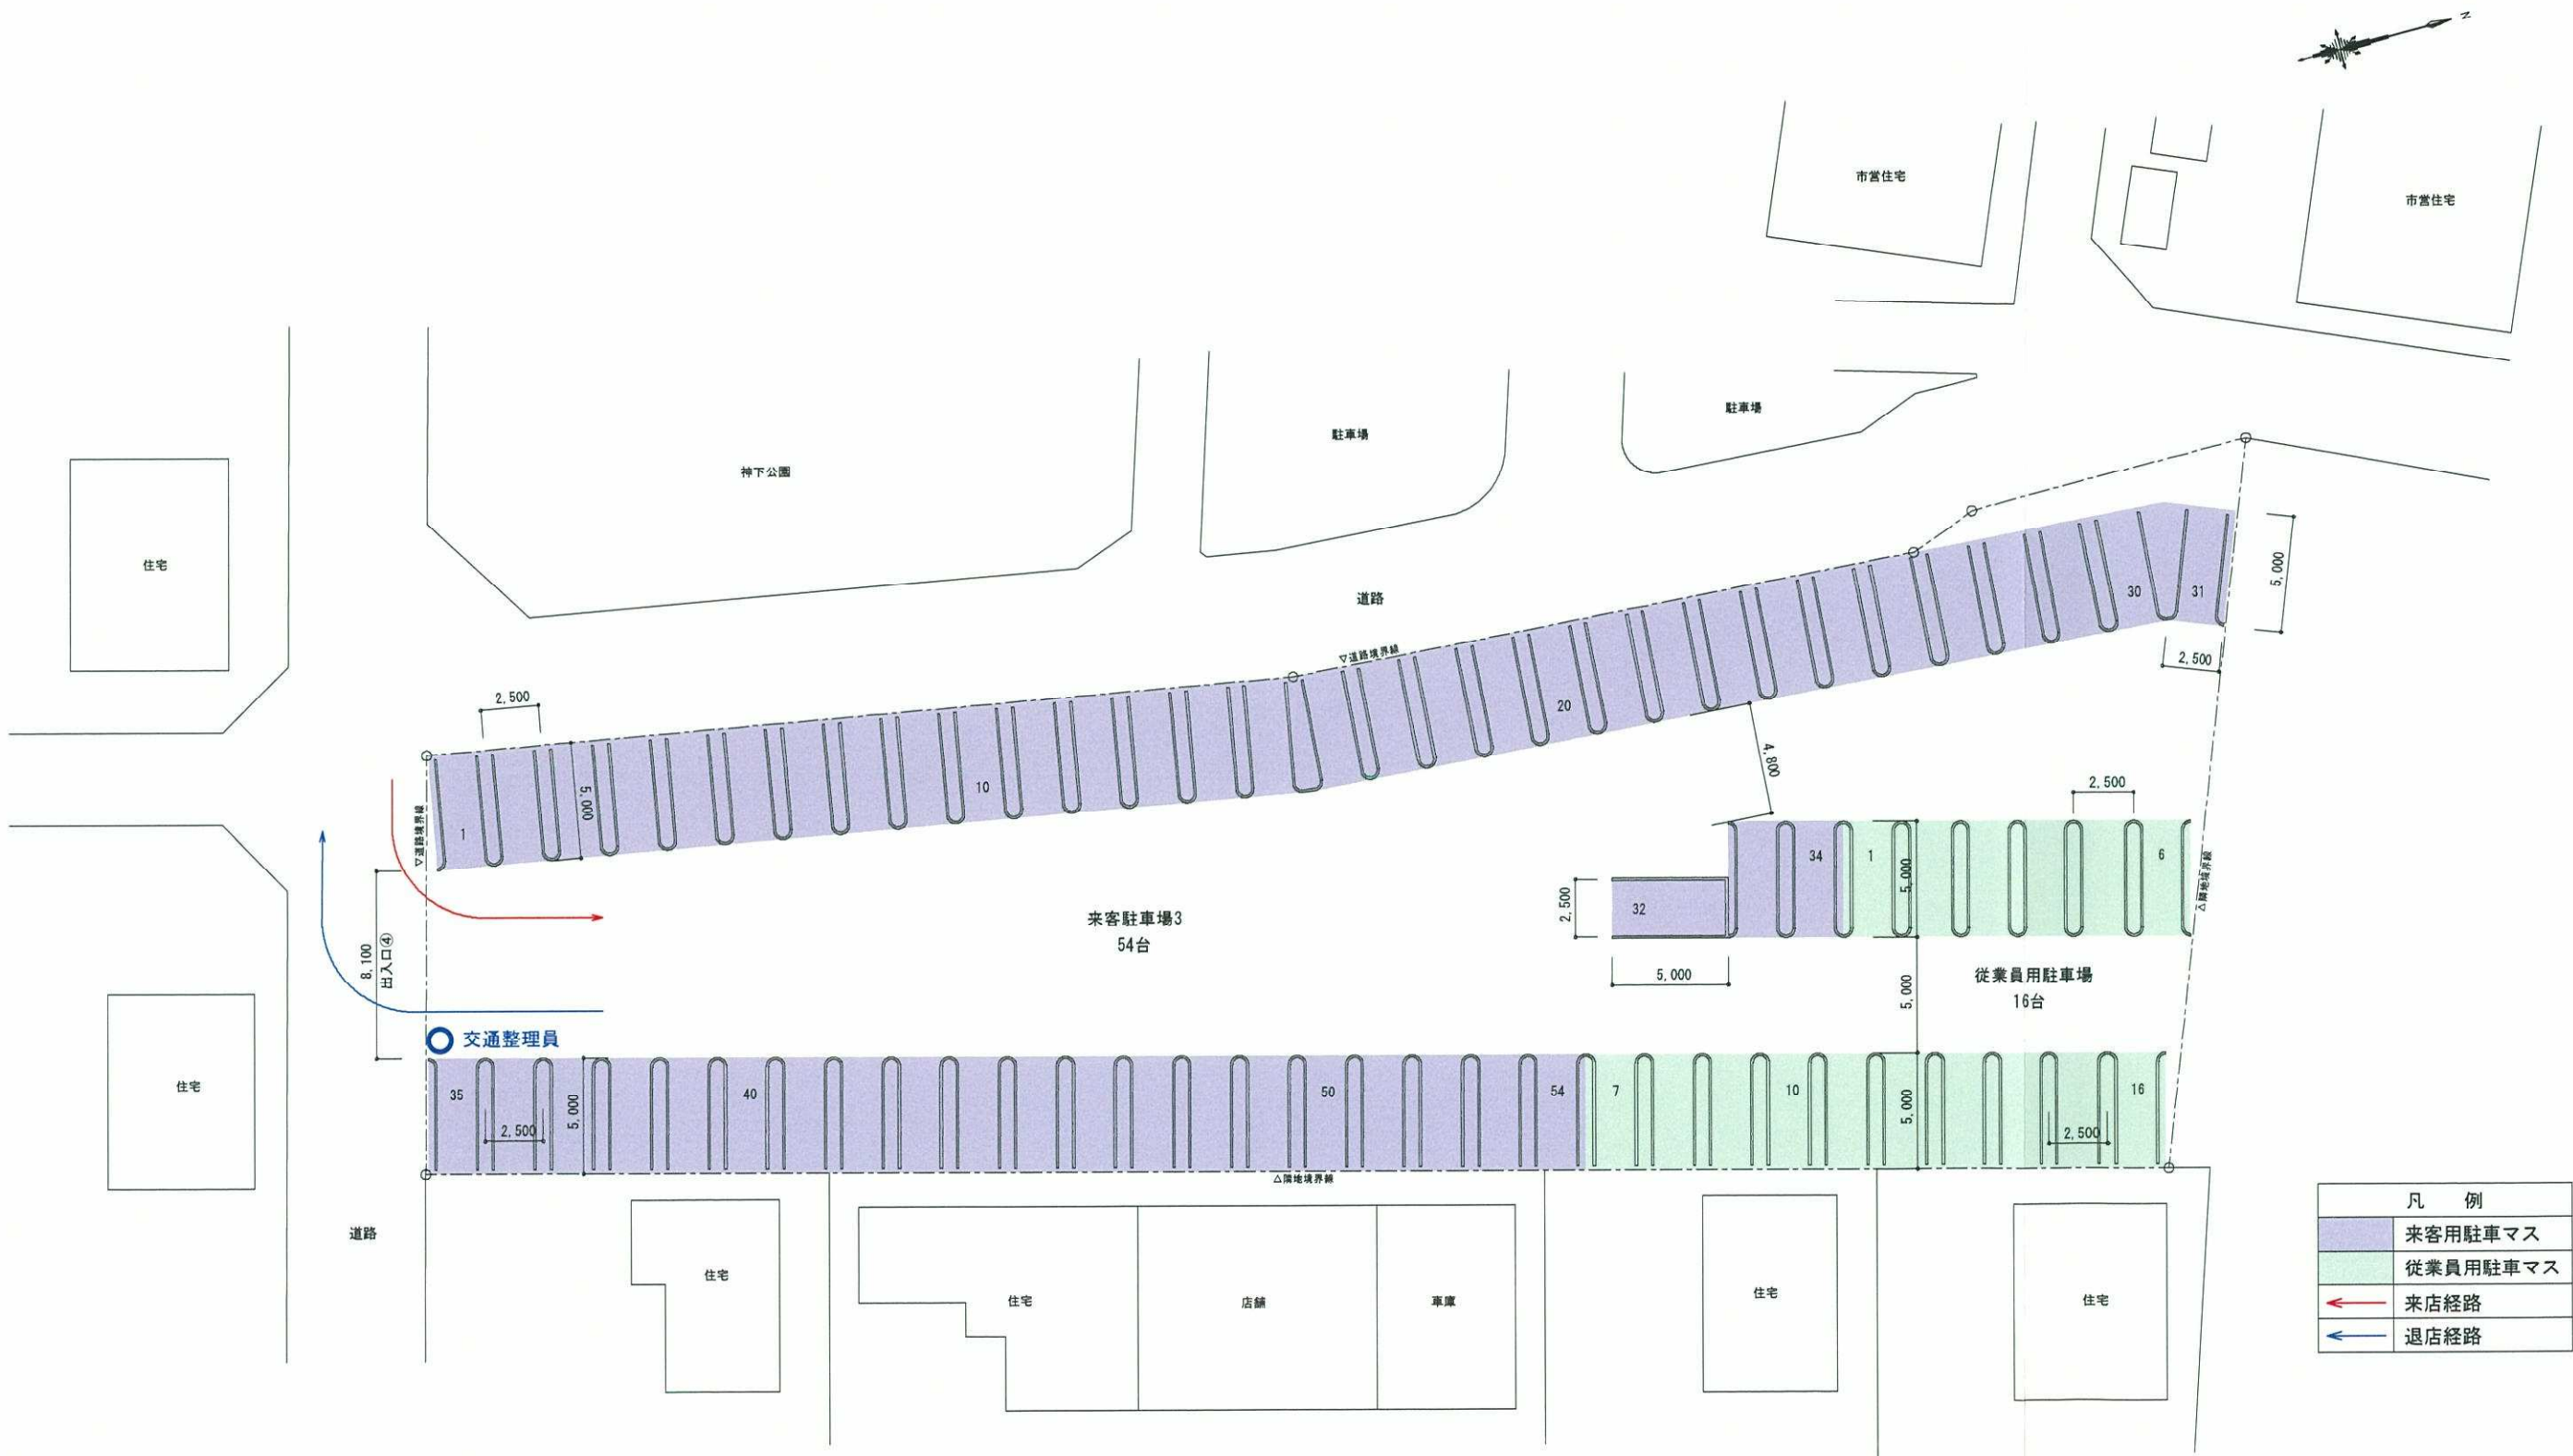 N
市営住宅
市営住宅
駐車場
駐車場
神下公園
住宅
道路
▽道路境界線
2,500
5,000
30
31
5,000
2,500
20
10
1
▽道路境界線
4,800
2,500
34
1
5,000
6
△隣地境界線
32
2,500
5,000
来客駐車場3
54台
8,100
出入口④
従業員用駐車場
16台
5,000
交通整理員
住宅
35
2,500
5,000
40
50
54
7
10
5,000
2,500
16
△隣地境界線
道路
住宅
住宅
店舗
車庫
住宅
住宅
凡 例
来客用駐車マス
従業員用駐車マス
来店経路
退店経路